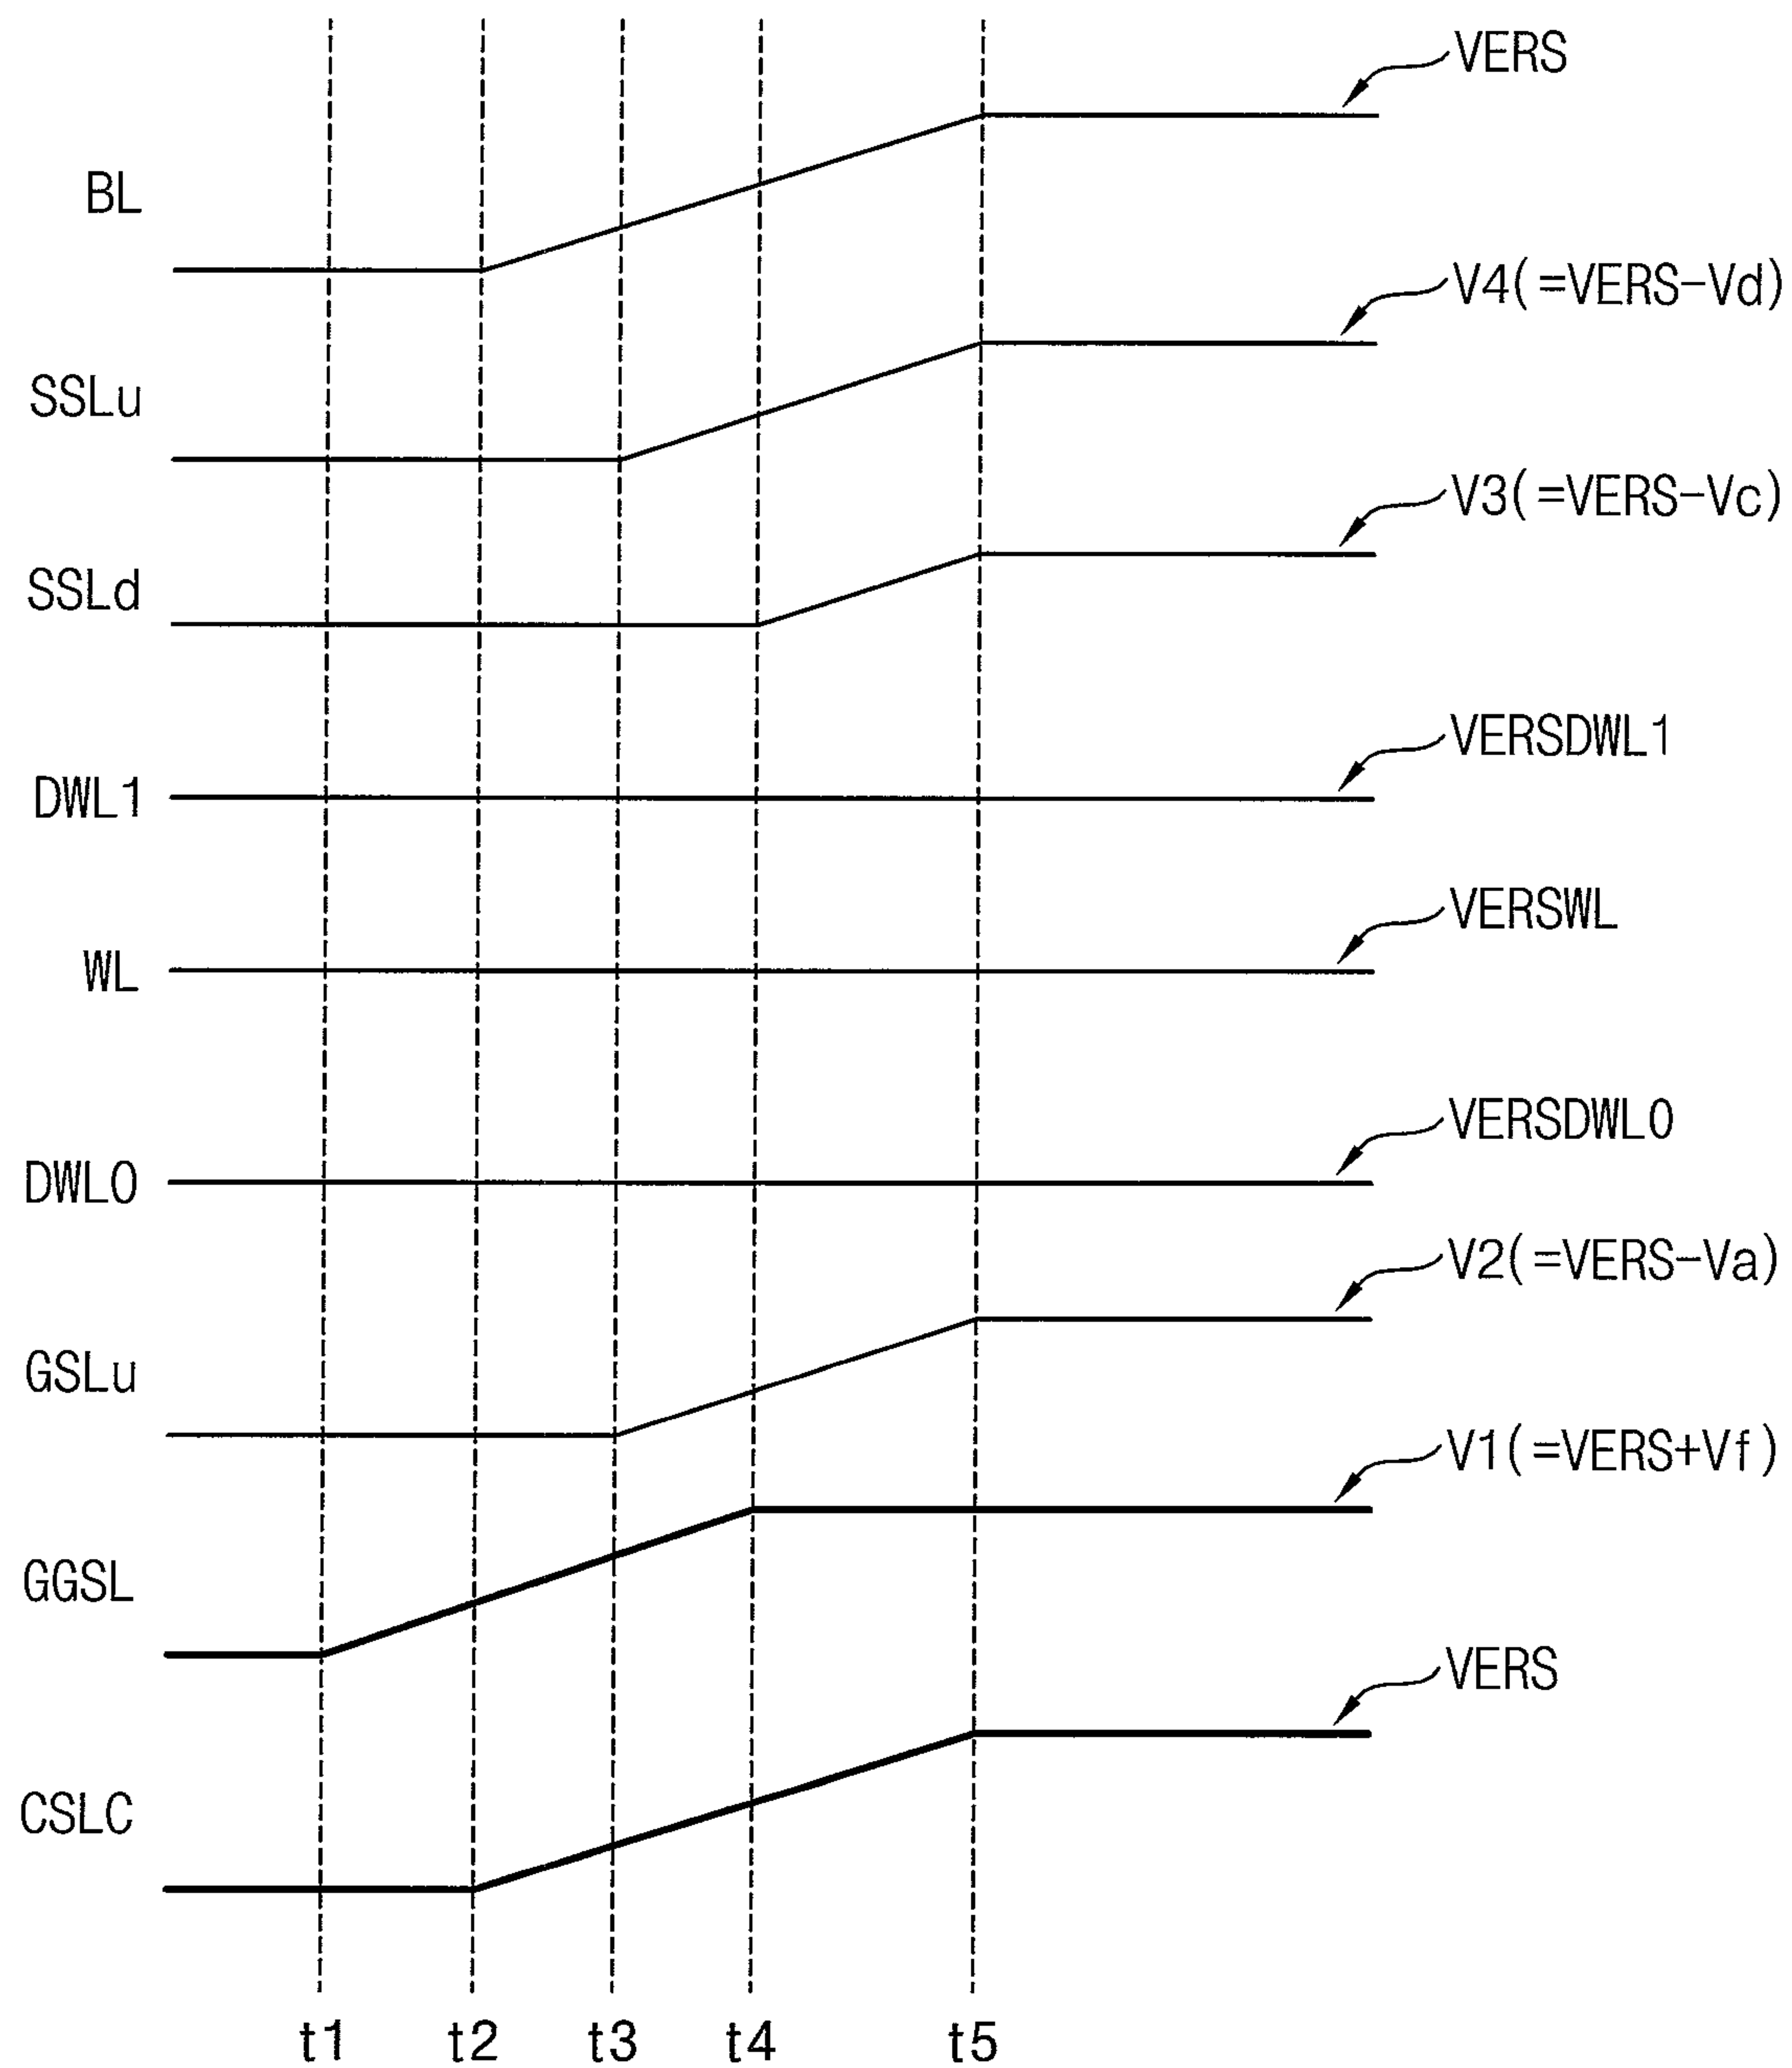 VERS
BL
V4(=VERS-Vd)
SSLu
V3(=VERS-Vc)
SSLd
VERSDWL1
DWL1
VERSWL
WL
VERSDWL0
DWL0
V2(=VERS-Va)
GSLu
V1(=VERS+Vf)
GGSL
VERS
CSLC
t1 t2 t3 t4 t5